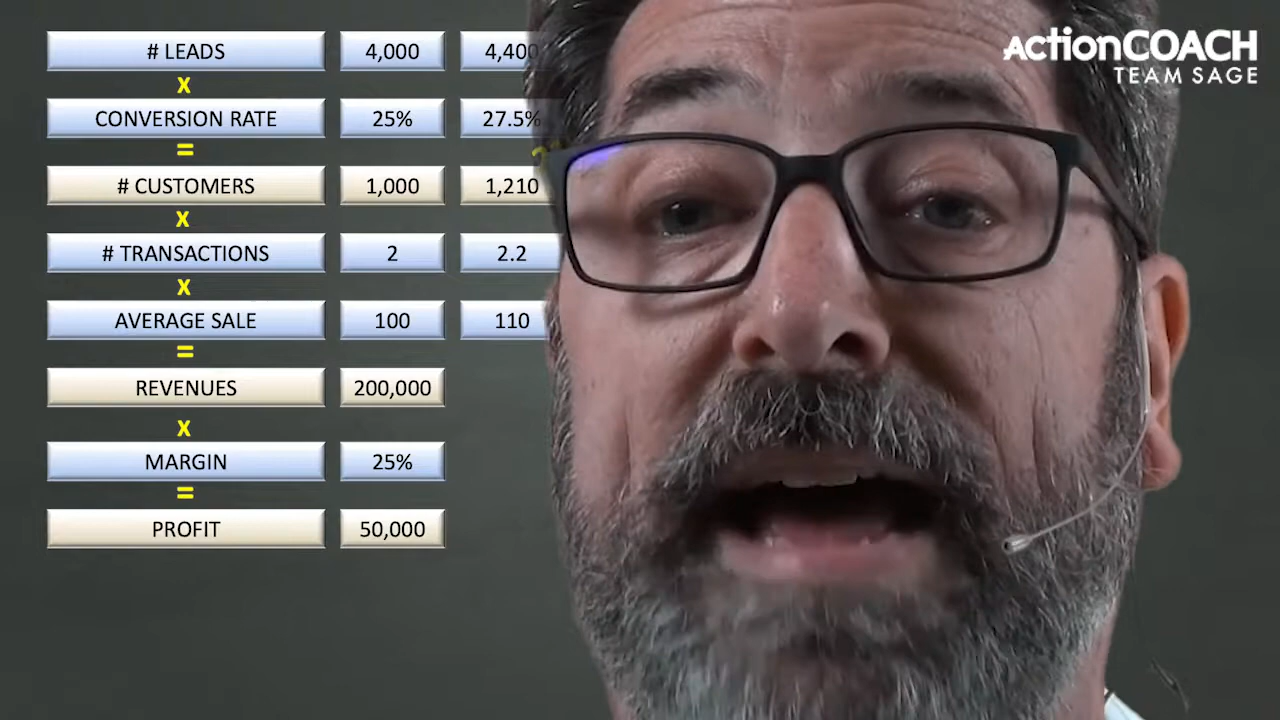 # LEADS 4,000 4,400
x
CONVERSION RATE 25% 27.5%
=
# CUSTOMERS 1,000 1,210
x
# TRANSACTIONS 2 2.2
x
AVERAGE SALE 100 110
=
REVENUES 200,000
x
MARGIN 25%
=
PROFIT 50,000
ActionCOACH
TEAM SAGE